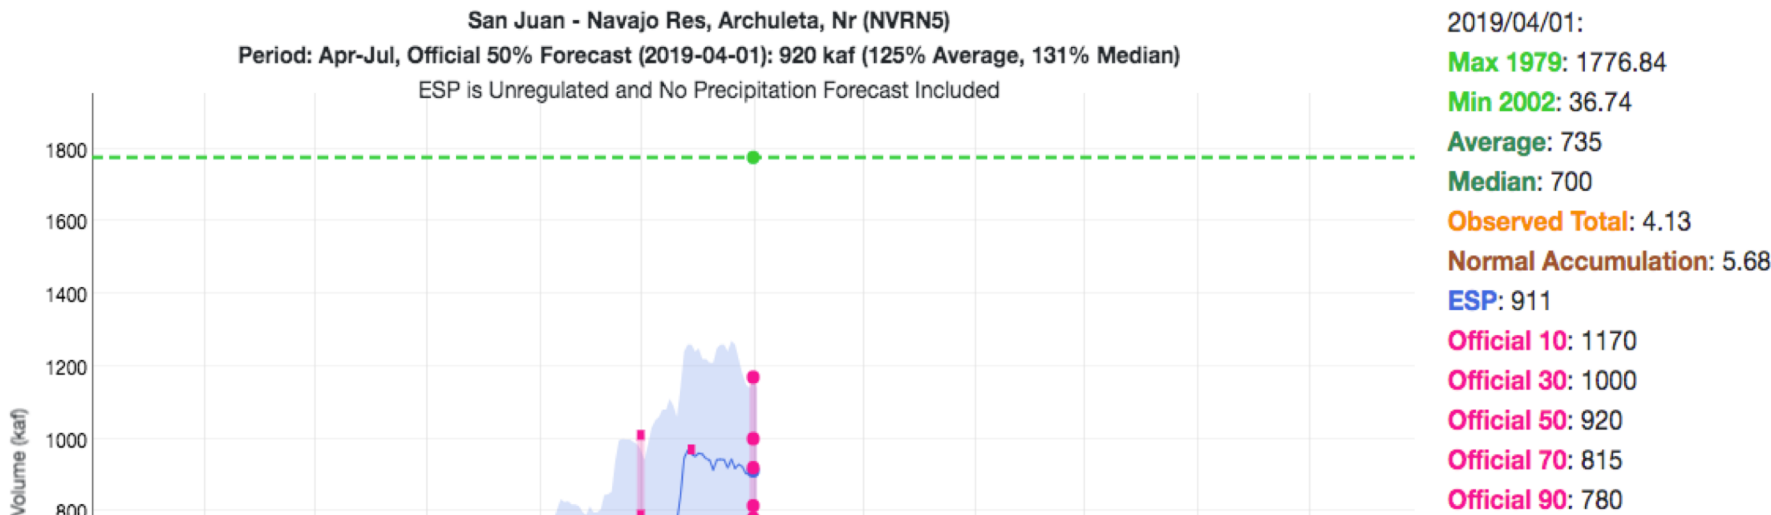 San Juan - Navajo Res, Archuleta, Nr (NVRN5)
Period: Apr-Jul, Official 50% Forecast (2019-04-01): 920 kaf (125% Average, 131% Median)
ESP is Unregulated and No Precipitation Forecast Included
1800
1600
1400
1200
1000
800
Volume (kaf)
2019/04/01:
Max 1979: 1776.84
Min 2002: 36.74
Average: 735
Median: 700
Observed Total: 4.13
Normal Accumulation: 5.68
ESP: 911
Official 10: 1170
Official 30: 1000
Official 50: 920
Official 70: 815
Official 90: 780